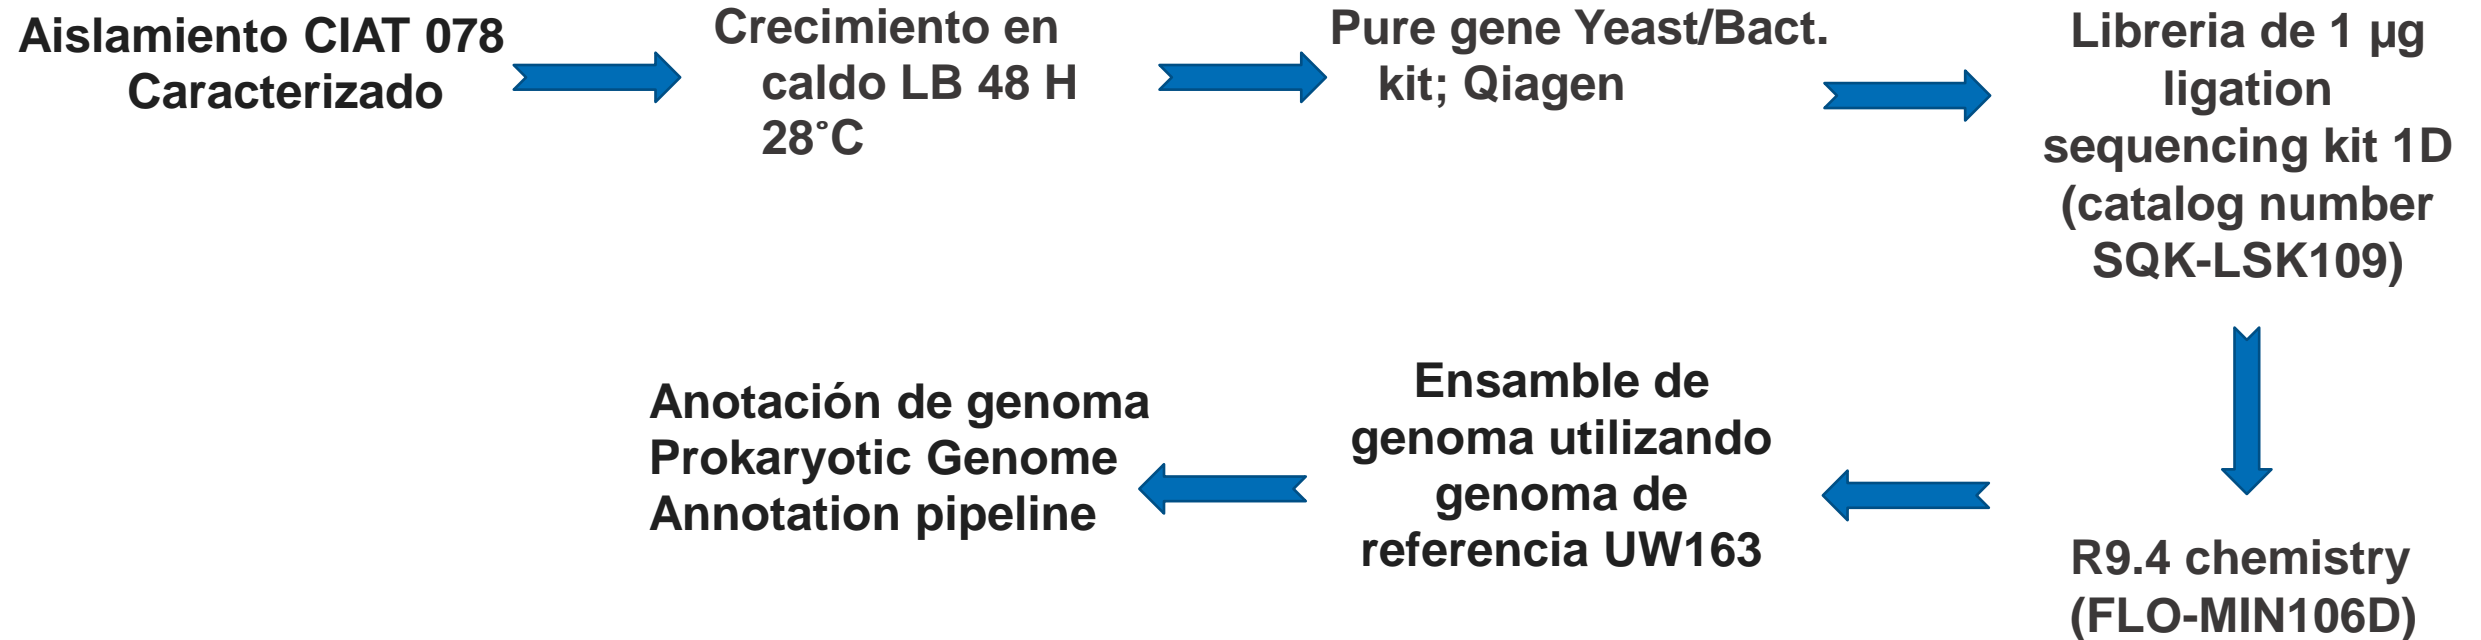 Aislamiento CIAT 078
Caracterizado
Crecimiento en
caldo LB 48 H
28°C
Pure gene Yeast/Bact.
kit; Qiagen
Libreria de 1 µg
ligation
sequencing kit 1D
(catalog number
SQK-LSK109)
R9.4 chemistry
(FLO-MIN106D)
Ensamble de
genoma utilizando
genoma de
referencia UW163
Anotación de genoma
Prokaryotic Genome
Annotation pipeline